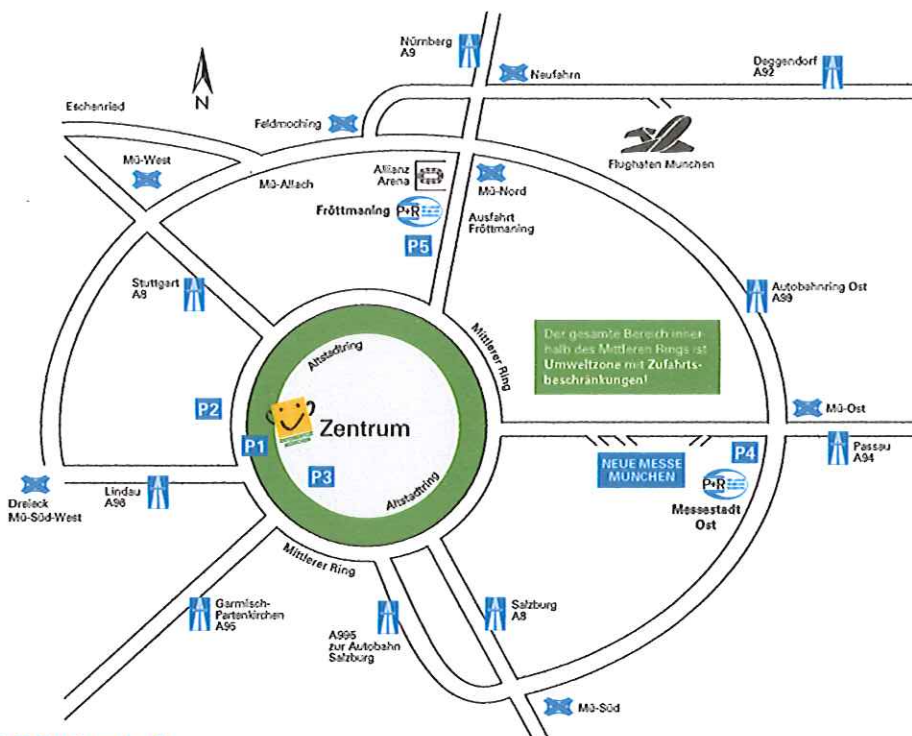 Nürnberg
A9
Neufahrn
Deggendorf
A92
N
Eschenried
Feldmoching
Flughafen München
Mü-West
Mü-Allach
Allianz
Arena
Mü-Nord
Fröttmaning
P+R
Ausfahrt
Fröttmaning
P5
Stuttgart
A8
Autobahnring Ost
A99
Mittlerer Ring
Altstadtring
Der gesamte Bereich inner-
halb des Mittleren Rings ist
Umweltzone mit Zufahrts-
beschränkungen!
P2
P1
Zentrum
Mü-Ost
P3
Altstadtring
NEUE MESSE
MÜNCHEN
P4
Passau
A94
P+R
Messestadt
Ost
Dreieck
Mü-Süd-West
Lindau
A96
Mittlerer Ring
Garmisch-
Partenkirchen
A95
A995
zur Autobahn
Salzburg
Salzburg
A8
Mü-Süd